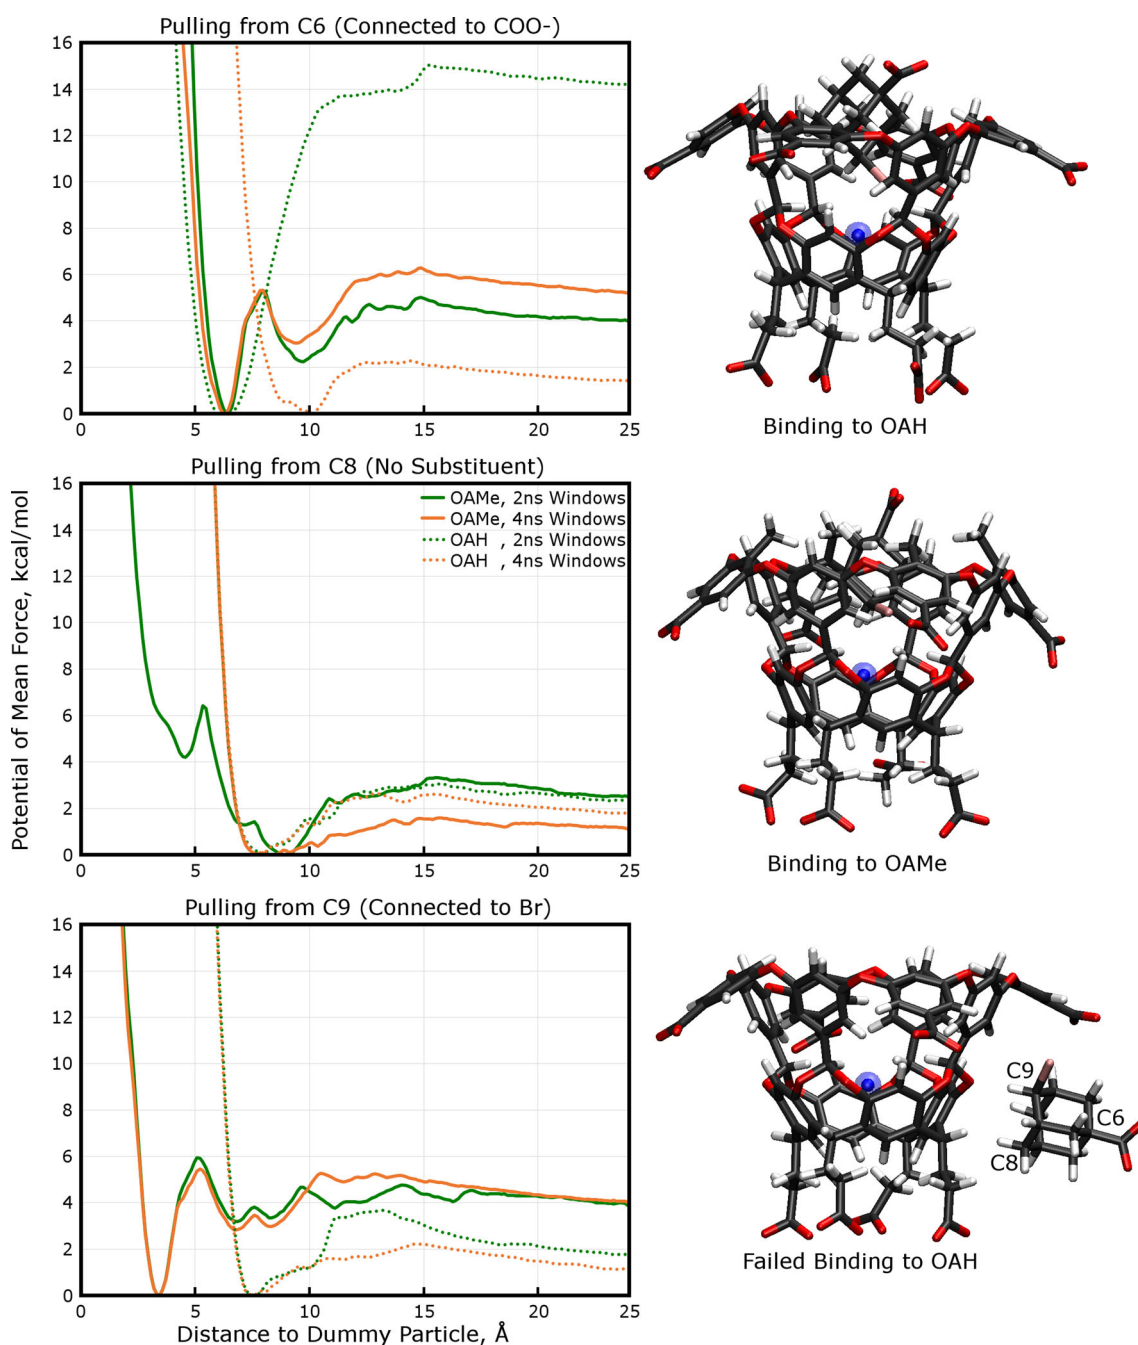 Pulling from C6 (Connected to COO-)
16
14
12
10
8
6
4
2
0
0 5 10 15 20 25
Binding to OAH
Pulling from C8 (No Substituent)
16
14
12
10
8
6
4
2
0
OAMe, 2ns Windows
OAMe, 4ns Windows
OAH , 2ns Windows
OAH , 4ns Windows
0 5 10 15 20 25
Potential of Mean Force, kcal/mol
Binding to OAMe
Pulling from C9 (Connected to Br)
16
14
12
10
8
6
4
2
0
0 5 10 15 20 25
Distance to Dummy Particle, Å
C9
C6
C8
Failed Binding to OAH